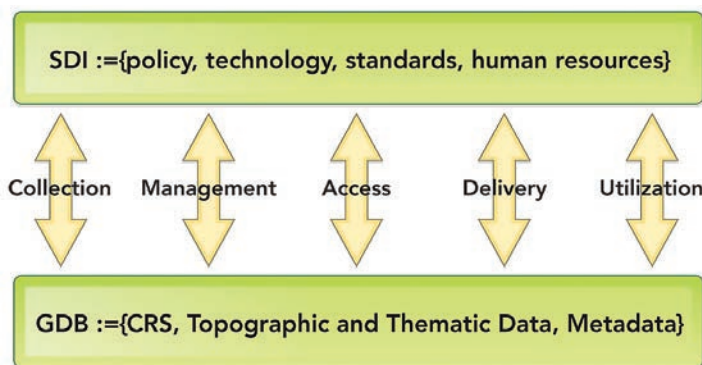 SDI :={policy, technology, standards, human resources}
Collection Management Access Delivery Utilization
GDB :={CRS, Topographic and Thematic Data, Metadata}